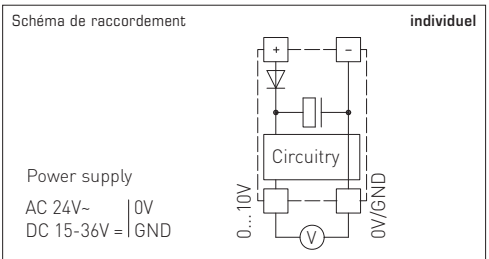 Schéma de raccordement individuel
+ −
Circuitry
Power supply
AC 24V~ | 0V
DC 15-36V = | GND
0...10V
0V/GND
V